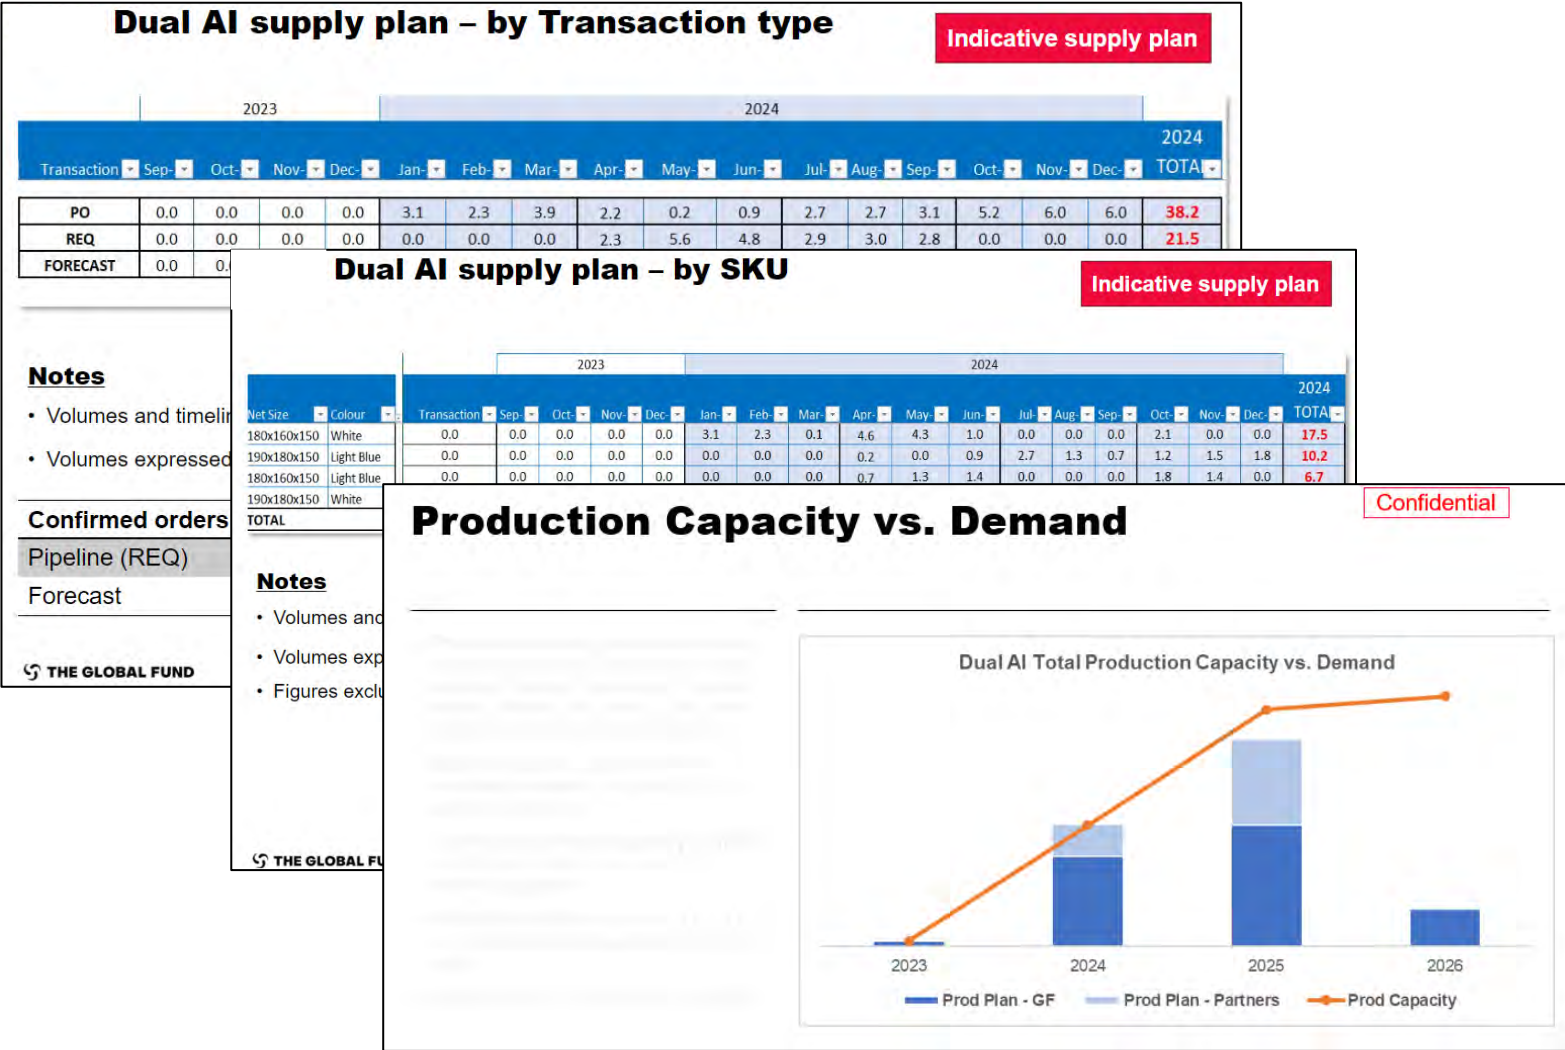 Dual AI supply plan – by Transaction type
Indicative supply plan
2023 2024
2024
Transaction Sep- Oct- Nov- Dec- Jan- Feb- Mar- Apr- May- Jun- Jul- Aug- Sep- Oct- Nov- Dec- TOTAL
PO 0.0 0.0 0.0 0.0 3.1 2.3 3.9 2.2 0.2 0.9 2.7 2.7 3.1 5.2 6.0 6.0 38.2
REQ 0.0 0.0 0.0 0.0 0.0 0.0 0.0 2.3 5.6 4.8 2.9 3.0 2.8 0.0 0.0 0.0 21.5
FORECAST 0.0 0.
Notes
• Volumes and timelin
• Volumes expressed
Confirmed orders
Pipeline (REQ)
Forecast
THE GLOBAL FUND
Dual AI supply plan – by SKU
Indicative supply plan
2023 2024
2024
Net Size Colour Transaction Sep- Oct- Nov- Dec- Jan- Feb- Mar- Apr- May- Jun- Jul- Aug- Sep- Oct- Nov- Dec- TOTAL
180x160x150 White 0.0 0.0 0.0 0.0 0.0 3.1 2.3 0.1 4.6 4.3 1.0 0.0 0.0 0.0 2.1 0.0 0.0 17.5
190x180x150 Light Blue 0.0 0.0 0.0 0.0 0.0 0.0 0.0 0.0 0.2 0.0 0.9 2.7 1.3 0.7 1.2 1.5 1.8 10.2
180x160x150 Light Blue 0.0 0.0 0.0 0.0 0.0 0.0 0.0 0.0 0.7 1.3 1.4 0.0 0.0 0.0 1.8 1.4 0.0 6.7
190x180x150 White
TOTAL
Notes
• Volumes and
• Volumes exp
• Figures exclu
THE GLOBAL FU
Production Capacity vs. Demand
Confidential
Dual AI Total Production Capacity vs. Demand
2023 2024 2025 2026
Prod Plan - GF Prod Plan - Partners Prod Capacity